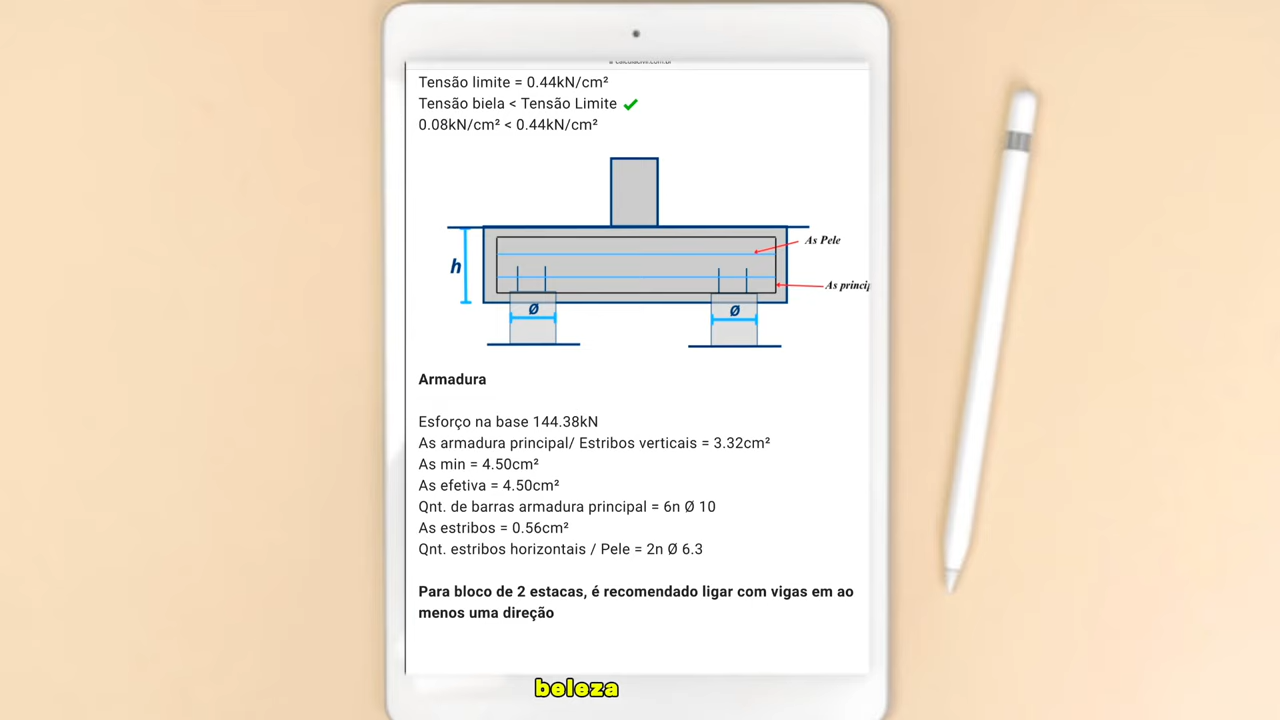 Tensão limite = 0.44kN/cm²
Tensão biela < Tensão Limite
0.08kN/cm² < 0.44kN/cm²
As Pele
h
As princip
Ø
Ø
Armadura
Esforço na base 144.38kN
As armadura principal/ Estribos verticais = 3.32cm²
As min = 4.50cm²
As efetiva = 4.50cm²
Qnt. de barras armadura principal = 6n Ø 10
As estribos = 0.56cm²
Qnt. estribos horizontais / Pele = 2n Ø 6.3
Para bloco de 2 estacas, é recomendado ligar com vigas em ao
menos uma direção
beleza